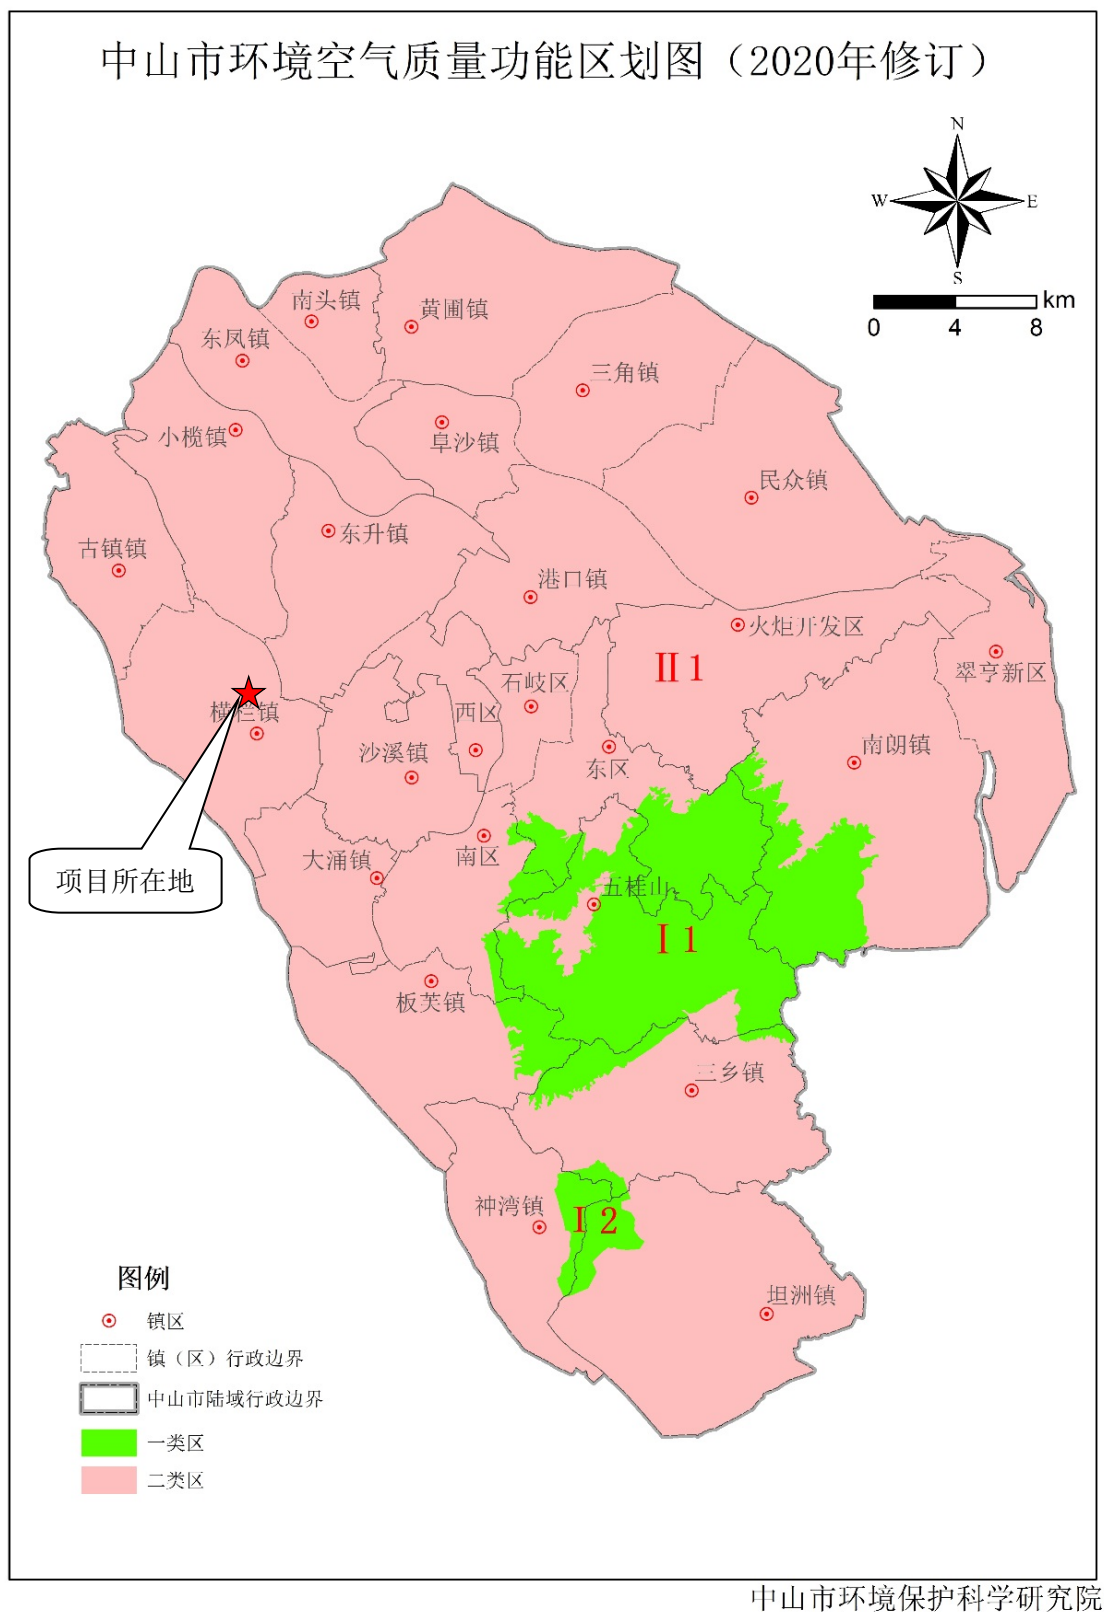 中山市环境空气质量功能区划图（2020年修订）
N
W
E
S
km
0
4
8
南头镇
黄圃镇
东凤镇
三角镇
小榄镇
阜沙镇
民众镇
东升镇
古镇镇
港口镇
火炬开发区
翠亨新区
II 1
石岐区
横栏镇
西区
南朗镇
沙溪镇
东区
南区
大涌镇
项目所在地
五桂山
I 1
板芙镇
三乡镇
神湾镇
I 2
坦洲镇
图例
镇区
镇（区）行政边界
中山市陆域行政边界
一类区
二类区
中山市环境保护科学研究院